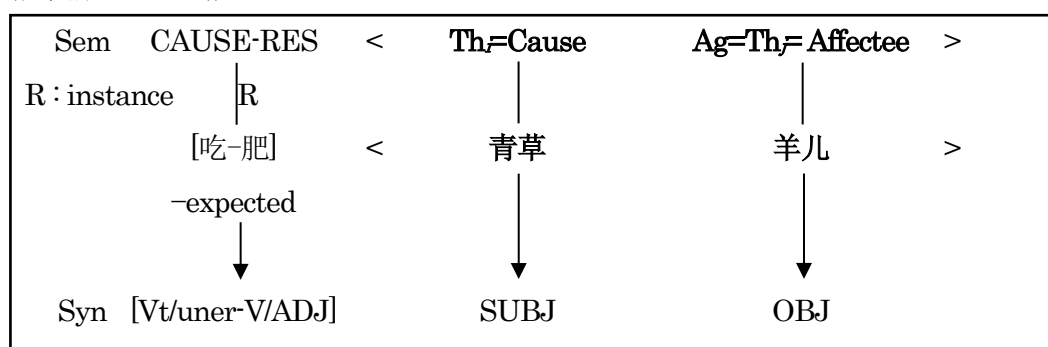 Sem CAUSE-RES < Thᵢ=Cause Ag=Thⱼ= Affectee >
R：instance R
[吃-肥] < 青草 羊儿 >
-expected
Syn [Vt/uner-V/ADJ] SUBJ OBJ